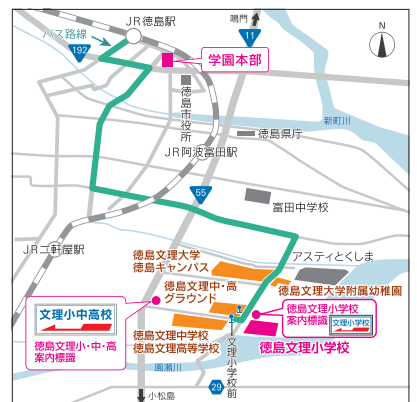 JR徳島駅
鳴門
N
バス路線
192
11
学園本部
徳島市役所
新町川
徳島県庁
JR阿波富田駅
55
富田中学校
JR二軒屋駅
徳島文理大学
徳島キャンパス
アスティとくしま
徳島文理中・高
グラウンド
徳島文理大学附属幼稚園
文理小中高校
徳島文理小・中・高
案内標識
徳島文理小学校
案内標識
文理小学校
徳島文理中学校
徳島文理高等学校
徳島文理小学校
文理小学校前
園瀬川
29
小松島